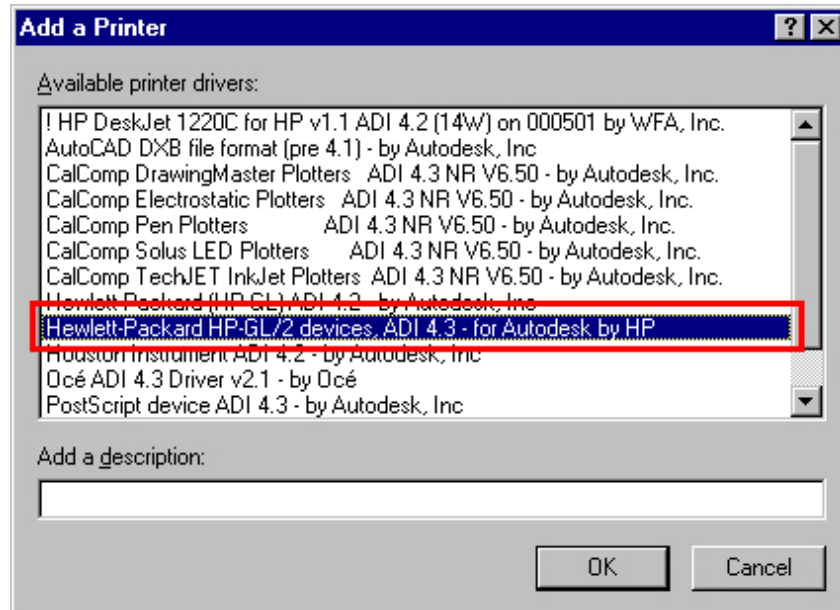 Add a Printer
Available printer drivers:
! HP DeskJet 1220C for HP v1.1 ADI 4.2 (14W) on 000501 by WFA, Inc.
AutoCAD DXB file format (pre 4.1) - by Autodesk, Inc
CalComp DrawingMaster Plotters ADI 4.3 NR V6.50 - by Autodesk, Inc.
CalComp Electrostatic Plotters ADI 4.3 NR V6.50 - by Autodesk, Inc.
CalComp Pen Plotters ADI 4.3 NR V6.50 - by Autodesk, Inc.
CalComp Solus LED Plotters ADI 4.3 NR V6.50 - by Autodesk, Inc.
CalComp TechJET InkJet Plotters ADI 4.3 NR V6.50 - by Autodesk, Inc.
Hewlett-Packard (HP-GL) ADI 4.2 - by Autodesk, Inc
Hewlett-Packard HP-GL/2 devices, ADI 4.3 - for Autodesk by HP
Houston Instrument ADI 4.2 - by Autodesk, Inc
Océ ADI 4.3 Driver v2.1 - by Océ
PostScript device ADI 4.3 - by Autodesk, Inc
Add a description:
OK Cancel